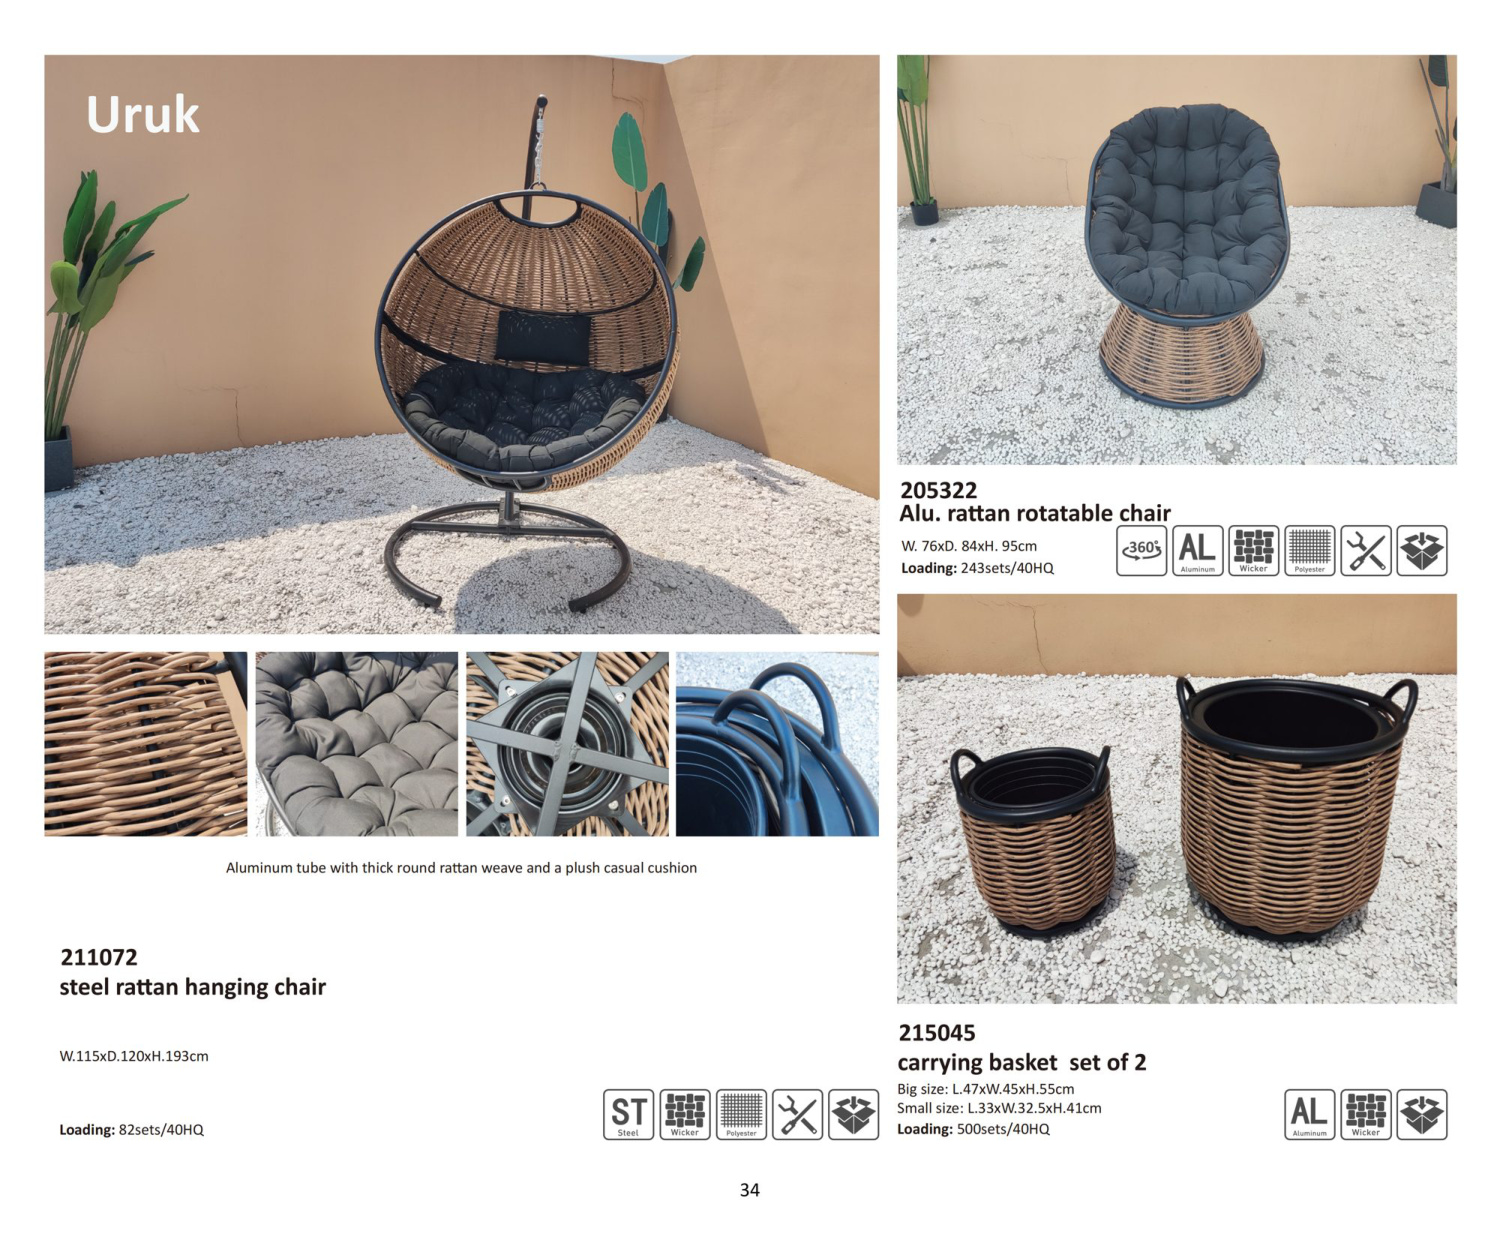 Uruk
Aluminum tube with thick round rattan weave and a plush casual cushion
211072
steel rattan hanging chair
W.115xD.120xH.193cm
Loading: 82sets/40HQ
ST
Steel
Wicker
Polyester
205322
Alu. rattan rotatable chair
W. 76xD. 84xH. 95cm
Loading: 243sets/40HQ
360°
AL
Aluminum
Wicker
Polyester
215045
carrying basket  set of 2
Big size: L.47xW.45xH.55cm
Small size: L.33xW.32.5xH.41cm
Loading: 500sets/40HQ
AL
Aluminum
Wicker
34